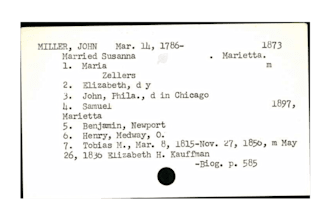 MILLER, JOHN Mar. 14, 1786- 1873
Married Susanna . Marietta.
1. Maria m
Zellers
2. Elizabeth, d y
3. John, Phila., d in Chicago
4. Samuel 1897,
Marietta
5. Benjamin, Newport
6. Henry, Medway, O.
7. Tobias M., Mar. 8, 1815-Nov. 27, 1856, m May
26, 1836 Elizabeth H. Kauffman
-Biog. p. 585